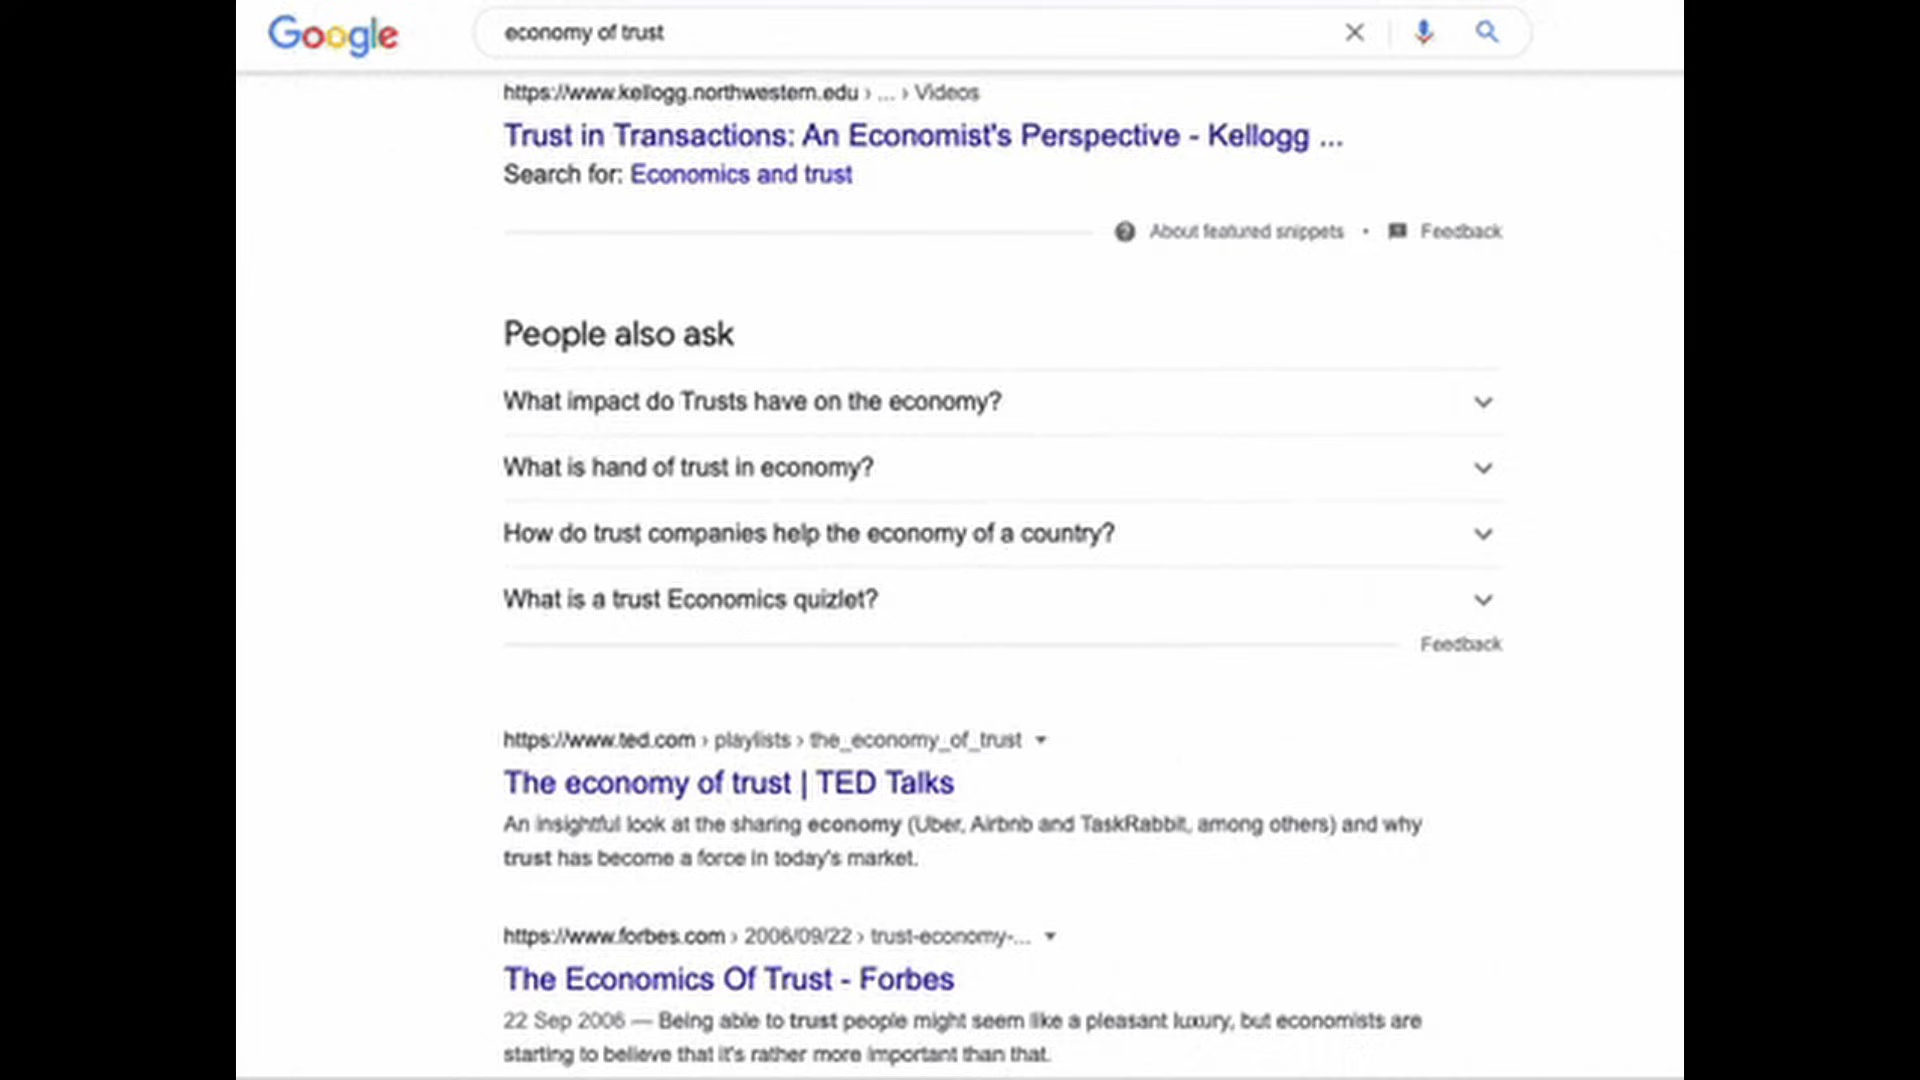 Google
economy of trust
https://www.kellogg.northwestern.edu › ... › Videos
Trust in Transactions: An Economist's Perspective - Kellogg ...
Search for: Economics and trust
About featured snippets • Feedback
People also ask
What impact do Trusts have on the economy?
What is hand of trust in economy?
How do trust companies help the economy of a country?
What is a trust Economics quizlet?
Feedback
https://www.ted.com › playlists › the_economy_of_trust
The economy of trust | TED Talks
An insightful look at the sharing economy (Uber, Airbnb and TaskRabbit, among others) and why
trust has become a force in today's market.
https://www.forbes.com › 2006/09/22 › trust-economy-...
The Economics Of Trust - Forbes
22 Sep 2006 — Being able to trust people might seem like a pleasant luxury, but economists are
starting to believe that it's rather more important than that.